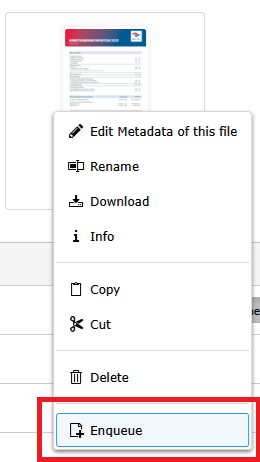 Edit Metadata of this file
Rename
Download
Info
Copy
Cut
Delete
Enqueue